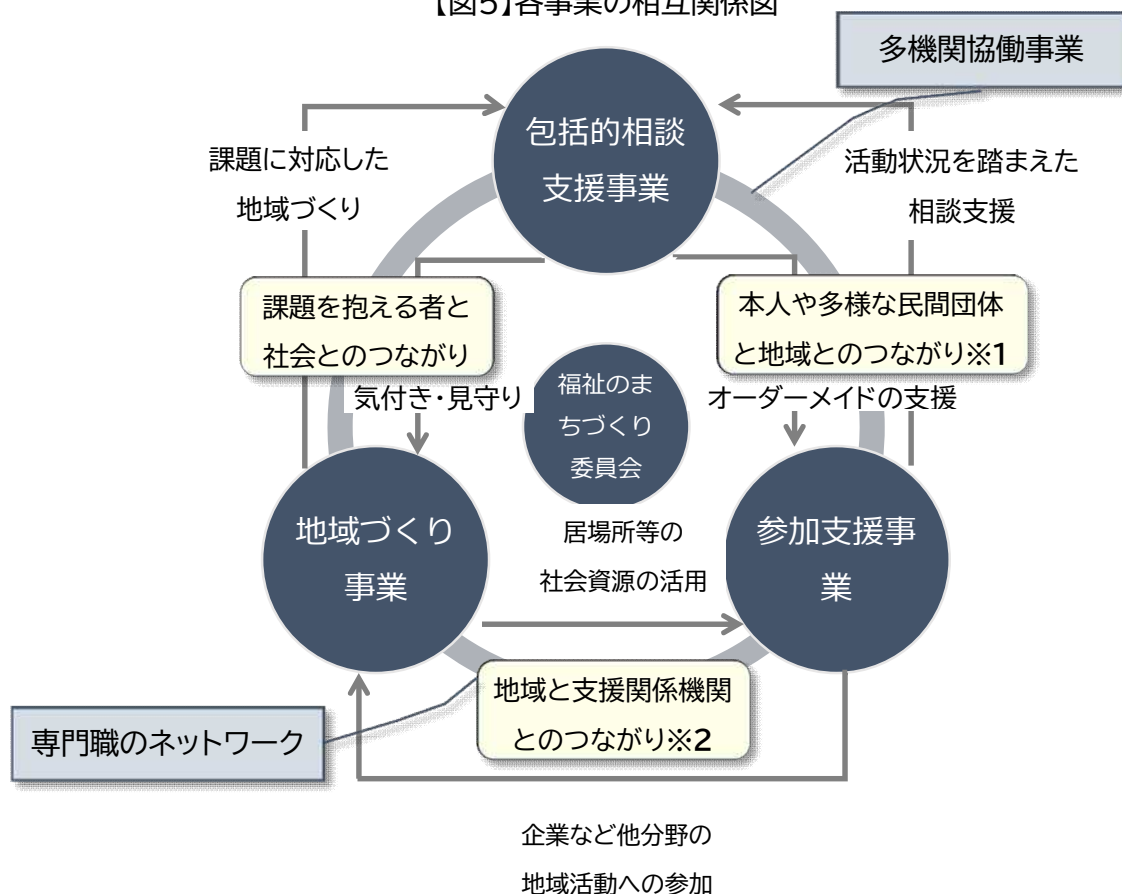 【図5】各事業の相互関係図
多機関協働事業
包括的相談
支援事業
課題に対応した
地域づくり
活動状況を踏まえた
相談支援
課題を抱える者と
社会とのつながり
本人や多様な民間団体
と地域とのつながり※1
気付き・見守り
福祉のま
ちづくり
委員会
オーダーメイドの支援
地域づくり
事業
居場所等の
社会資源の活用
参加支援事
業
地域と支援関係機関
とのつながり※2
専門職のネットワーク
企業など他分野の
地域活動への参加